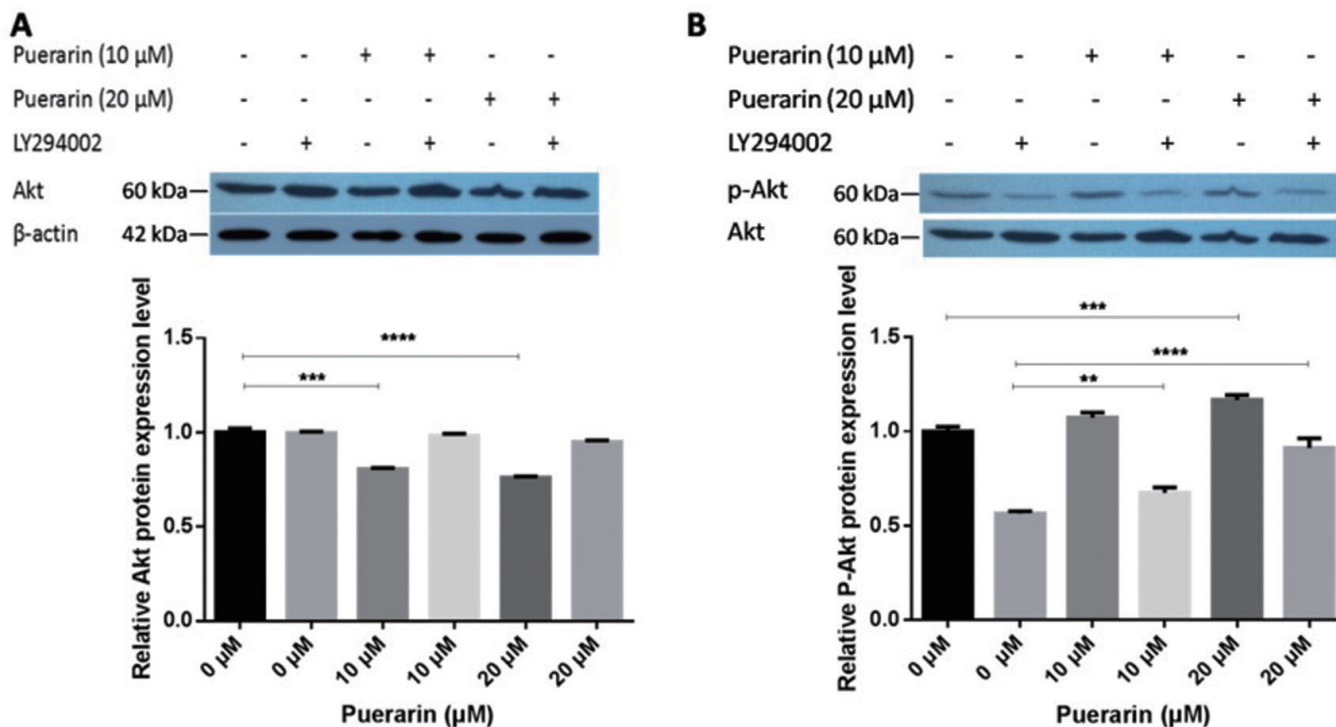 A
Puerarin (10 μM) - - + + - -
Puerarin (20 μM) - - - - + +
LY294002 - + - + - +
Akt 60 kDa
β-actin 42 kDa
Relative Akt protein expression level
1.5
1.0
0.5
0.0
****
***
0 μM 0 μM 10 μM 10 μM 20 μM 20 μM
Puerarin (μM)
B
Puerarin (10 μM) - - + + - -
Puerarin (20 μM) - - - - + +
LY294002 - + - + - +
p-Akt 60 kDa
Akt 60 kDa
Relative P-Akt protein expression level
1.5
1.0
0.5
0.0
***
****
**
0 μM 0 μM 10 μM 10 μM 20 μM 20 μM
Puerarin (μM)